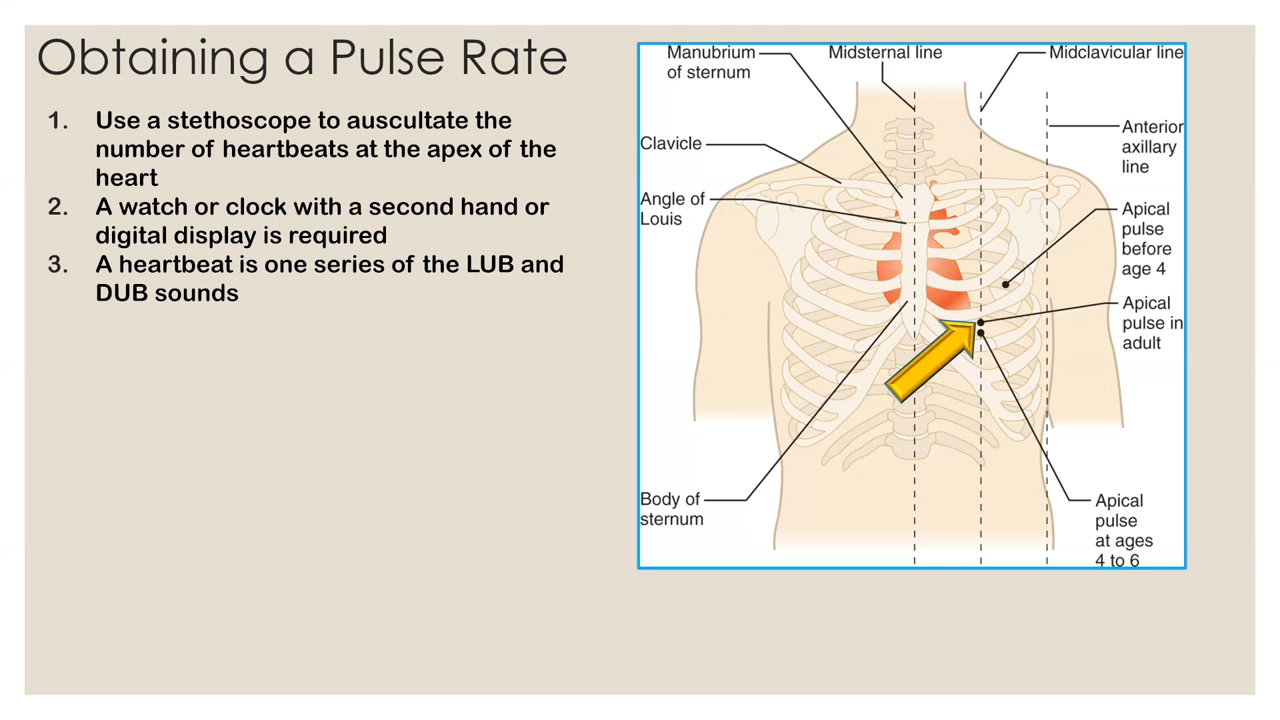 Obtaining a Pulse Rate
1. Use a stethoscope to auscultate the
number of heartbeats at the apex of the
heart
2. A watch or clock with a second hand or
digital display is required
3. A heartbeat is one series of the LUB and
DUB sounds
Manubrium
of sternum
Midsternal line
Midclavicular line
Clavicle
Anterior
axillary
line
Angle of
Louis
Apical
pulse
before
age 4
Apical
pulse in
adult
Body of
sternum
Apical
pulse
at ages
4 to 6